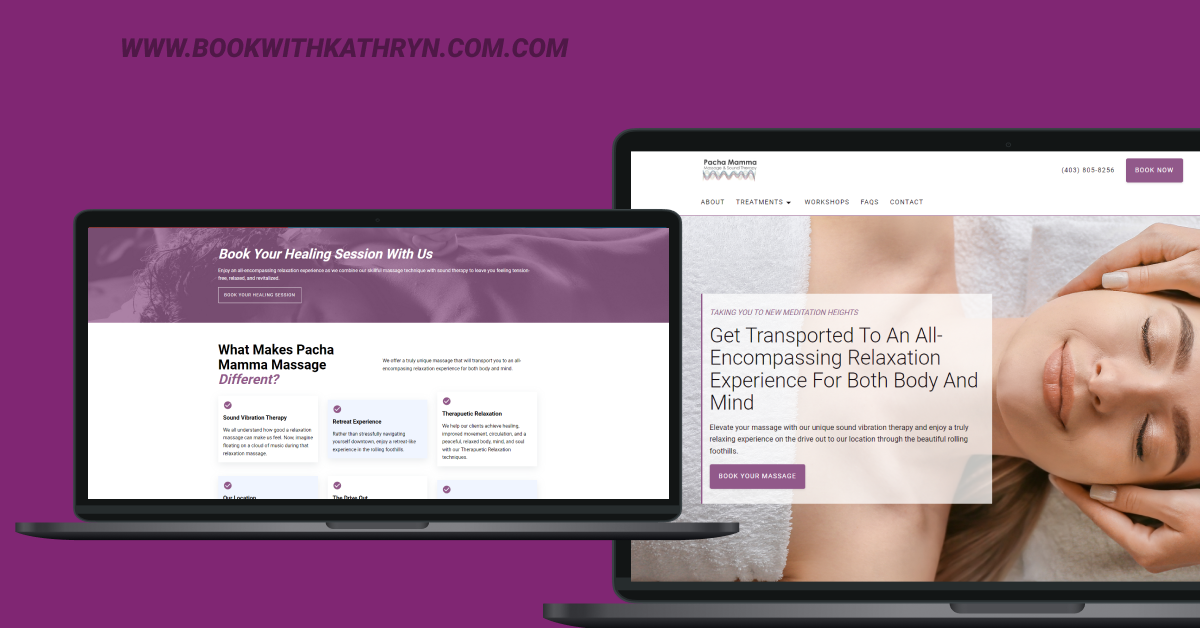 WWW.BOOKWITHKATHRYN.COM.COM
Book Your Healing Session With Us
Enjoy an all-encompassing relaxation experience as we combine our skillful massage technique with sound therapy to leave you feeling tension
free, relaxed, and revitalized.
BOOK YOUR HEALING SESSION
What Makes Pacha
Mamma Massage
Different?
We offer a truly unique massage that will transport you to an all-
encompassing relaxation experience for both body and mind.
Sound Vibration Therapy
We all understand how good a relaxation
massage can make us feel. Now, imagine
floating on a cloud of music during that
relaxation massage.
Retreat Experience
Rather than stressfully navigating
yourself downtown, enjoy a retreat-like
experience in the rolling foothills.
Therapuetic Relaxation
We help our clients achieve healing,
improved movement, circulation, and a
peaceful, relaxed body, mind, and soul
with our Therapuetic Relaxation
techniques.
Our Location
The Drive Out
Pacha Mamma
Massage & Sound Therapy
(403) 805-8256
BOOK NOW
ABOUT TREATMENTS WORKSHOPS FAQS CONTACT
TAKING YOU TO NEW MEDITATION HEIGHTS
Get Transported To An All-
Encompassing Relaxation
Experience For Both Body And
Mind
Elevate your massage with our unique sound vibration therapy and enjoy a truly
relaxing experience on the drive out to our location through the beautiful rolling
foothills.
BOOK YOUR MASSAGE